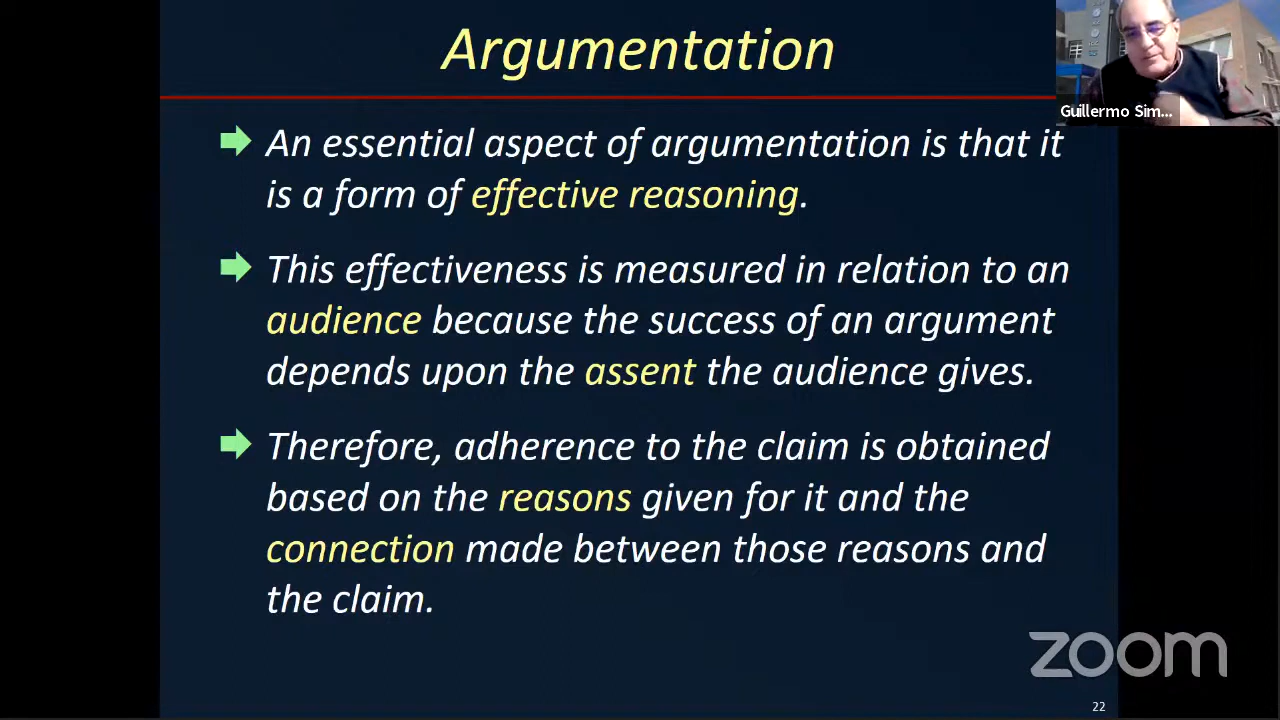 Argumentation
Guillermo Sim...
An essential aspect of argumentation is that it
is a form of effective reasoning.
This effectiveness is measured in relation to an
audience because the success of an argument
depends upon the assent the audience gives.
Therefore, adherence to the claim is obtained
based on the reasons given for it and the
connection made between those reasons and
the claim.
zoom
22